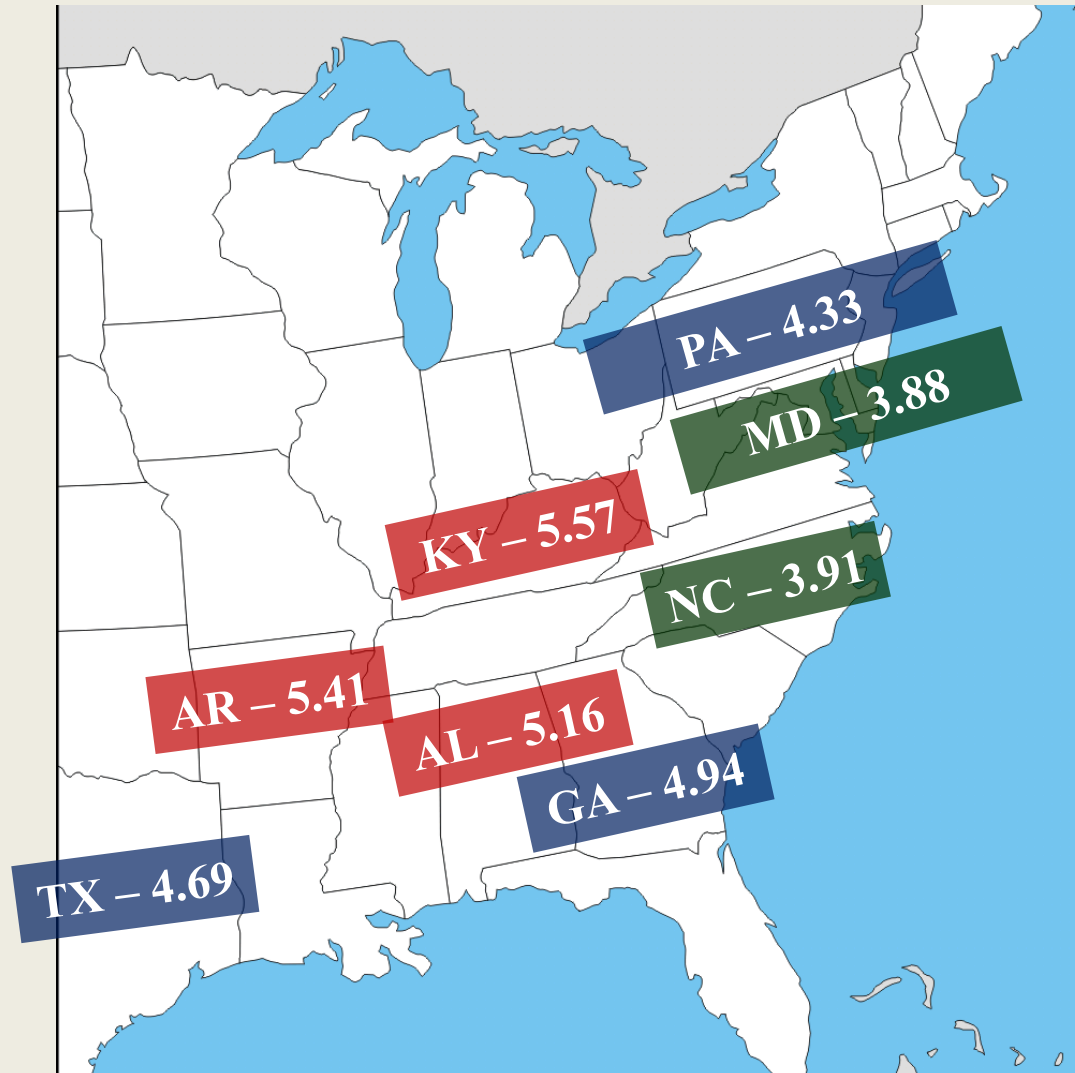 PA – 4.33
MD – 3.88
KY – 5.57
NC – 3.91
AR – 5.41
AL – 5.16
GA – 4.94
TX – 4.69